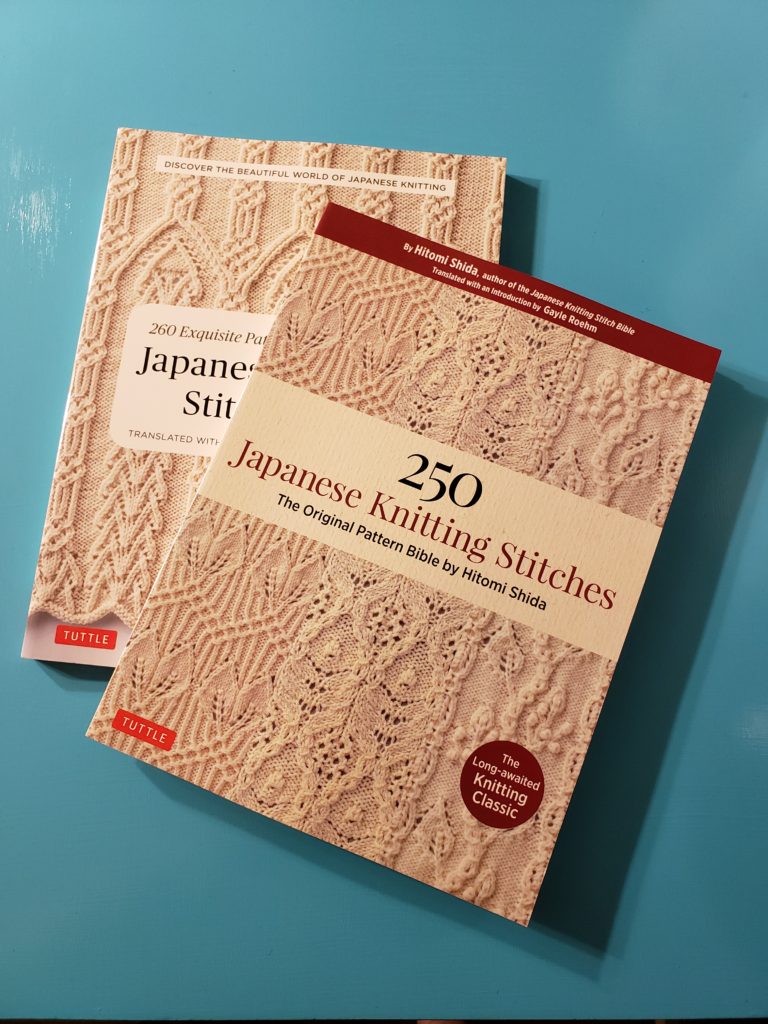 DISCOVER THE BEAUTIFUL WORLD OF JAPANESE KNITTING
260 Exquisite
Stit
TRANSLATED WITH
TUTTLE
By Hitomi Shida, author of the Japanese Knitting Stitch Bible
Translated with an Introduction by Gayle Roehm
250
Japanese Knitting Stitches
The Original Pattern Bible by Hitomi Shida
TUTTLE
The
Long-awaited
Knitting
Classic